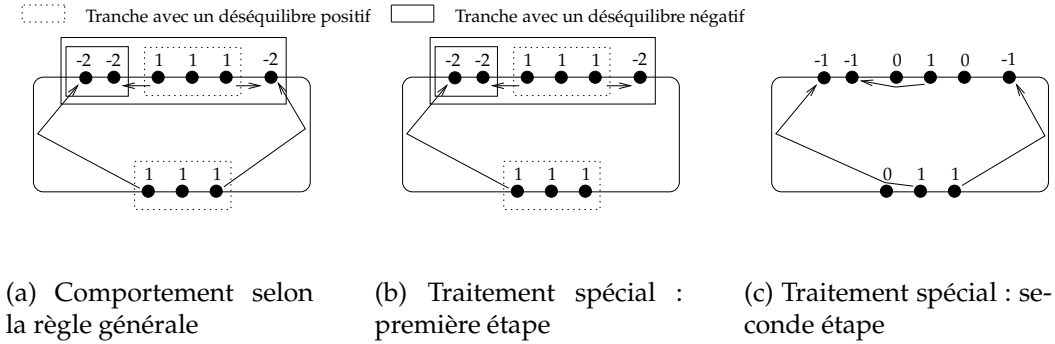 Tranche avec un déséquilibre positif Tranche avec un déséquilibre négatif
-2 -2 1 1 1 -2
1 1 1
-2 -2 1 1 1 -2
1 1 1
-1 -1 0 1 0 -1
0 1 1
(a) Comportement selon
la règle générale
(b) Traitement spécial :
première étape
(c) Traitement spécial : se-
conde étape